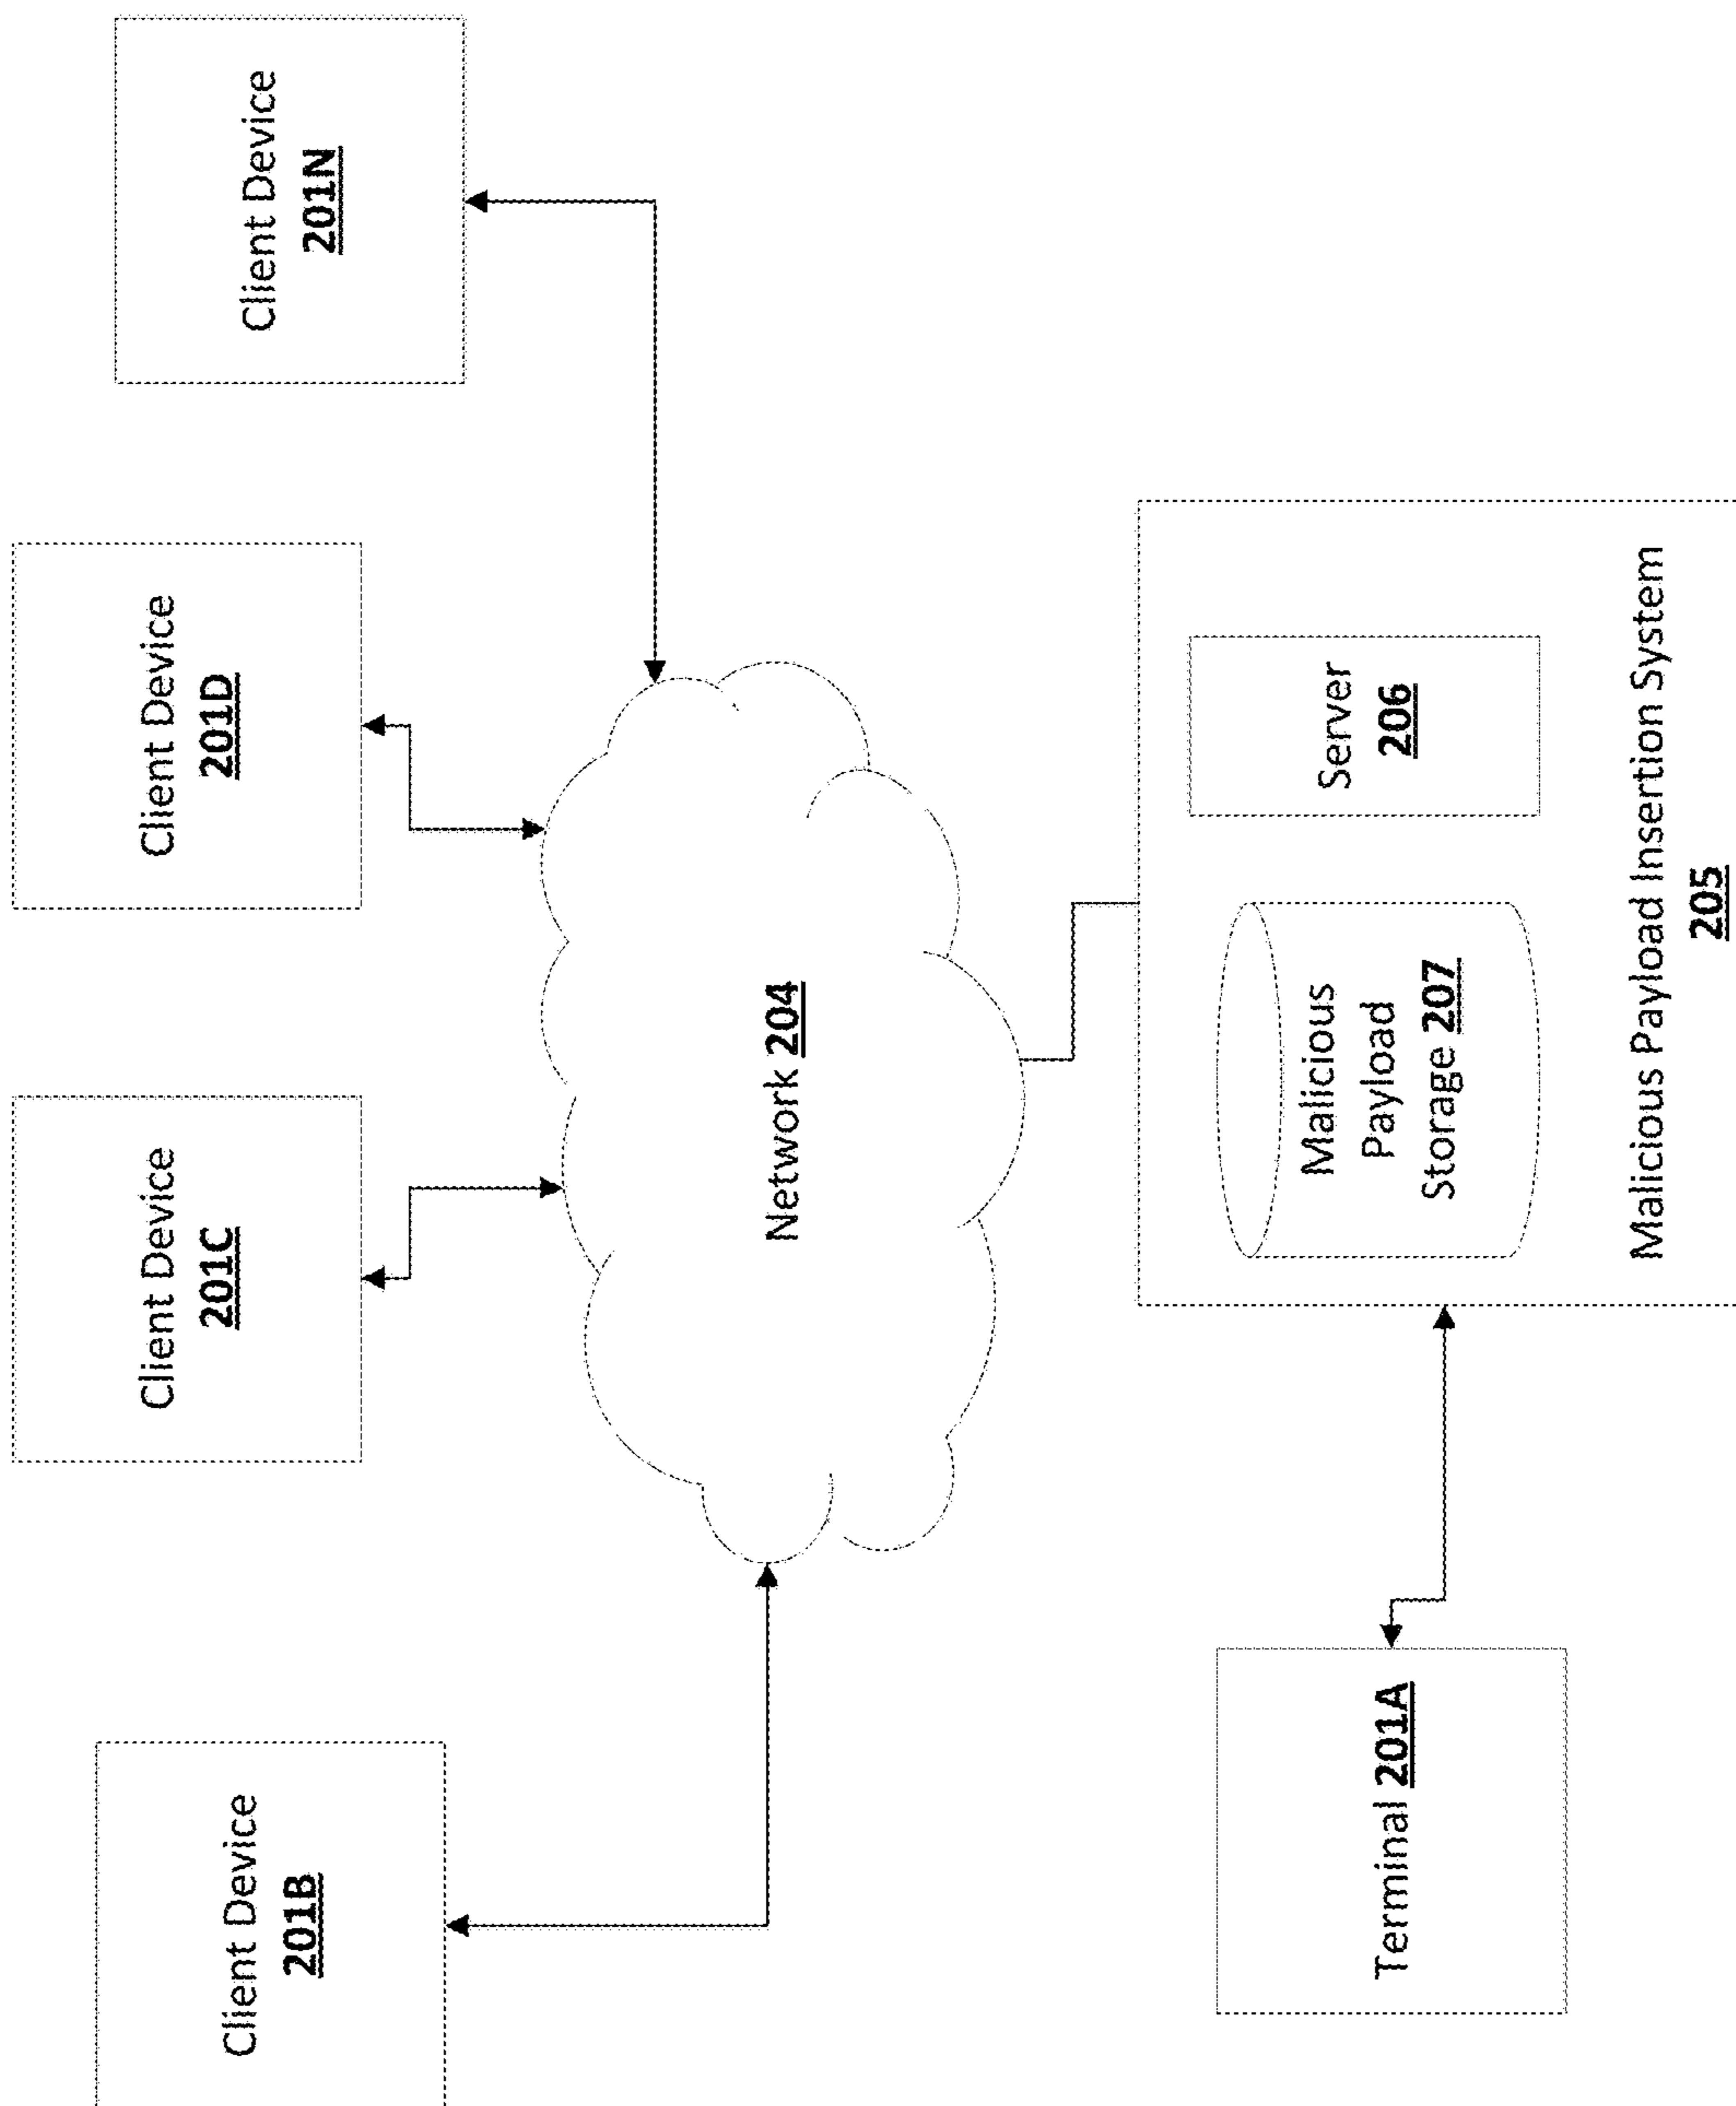 Client Device
201B
Client Device
201C
Client Device
201D
Client Device
201N
Network 204
Terminal 201A
Malicious
Payload
Storage 207
Server
206
Malicious Payload Insertion System
205